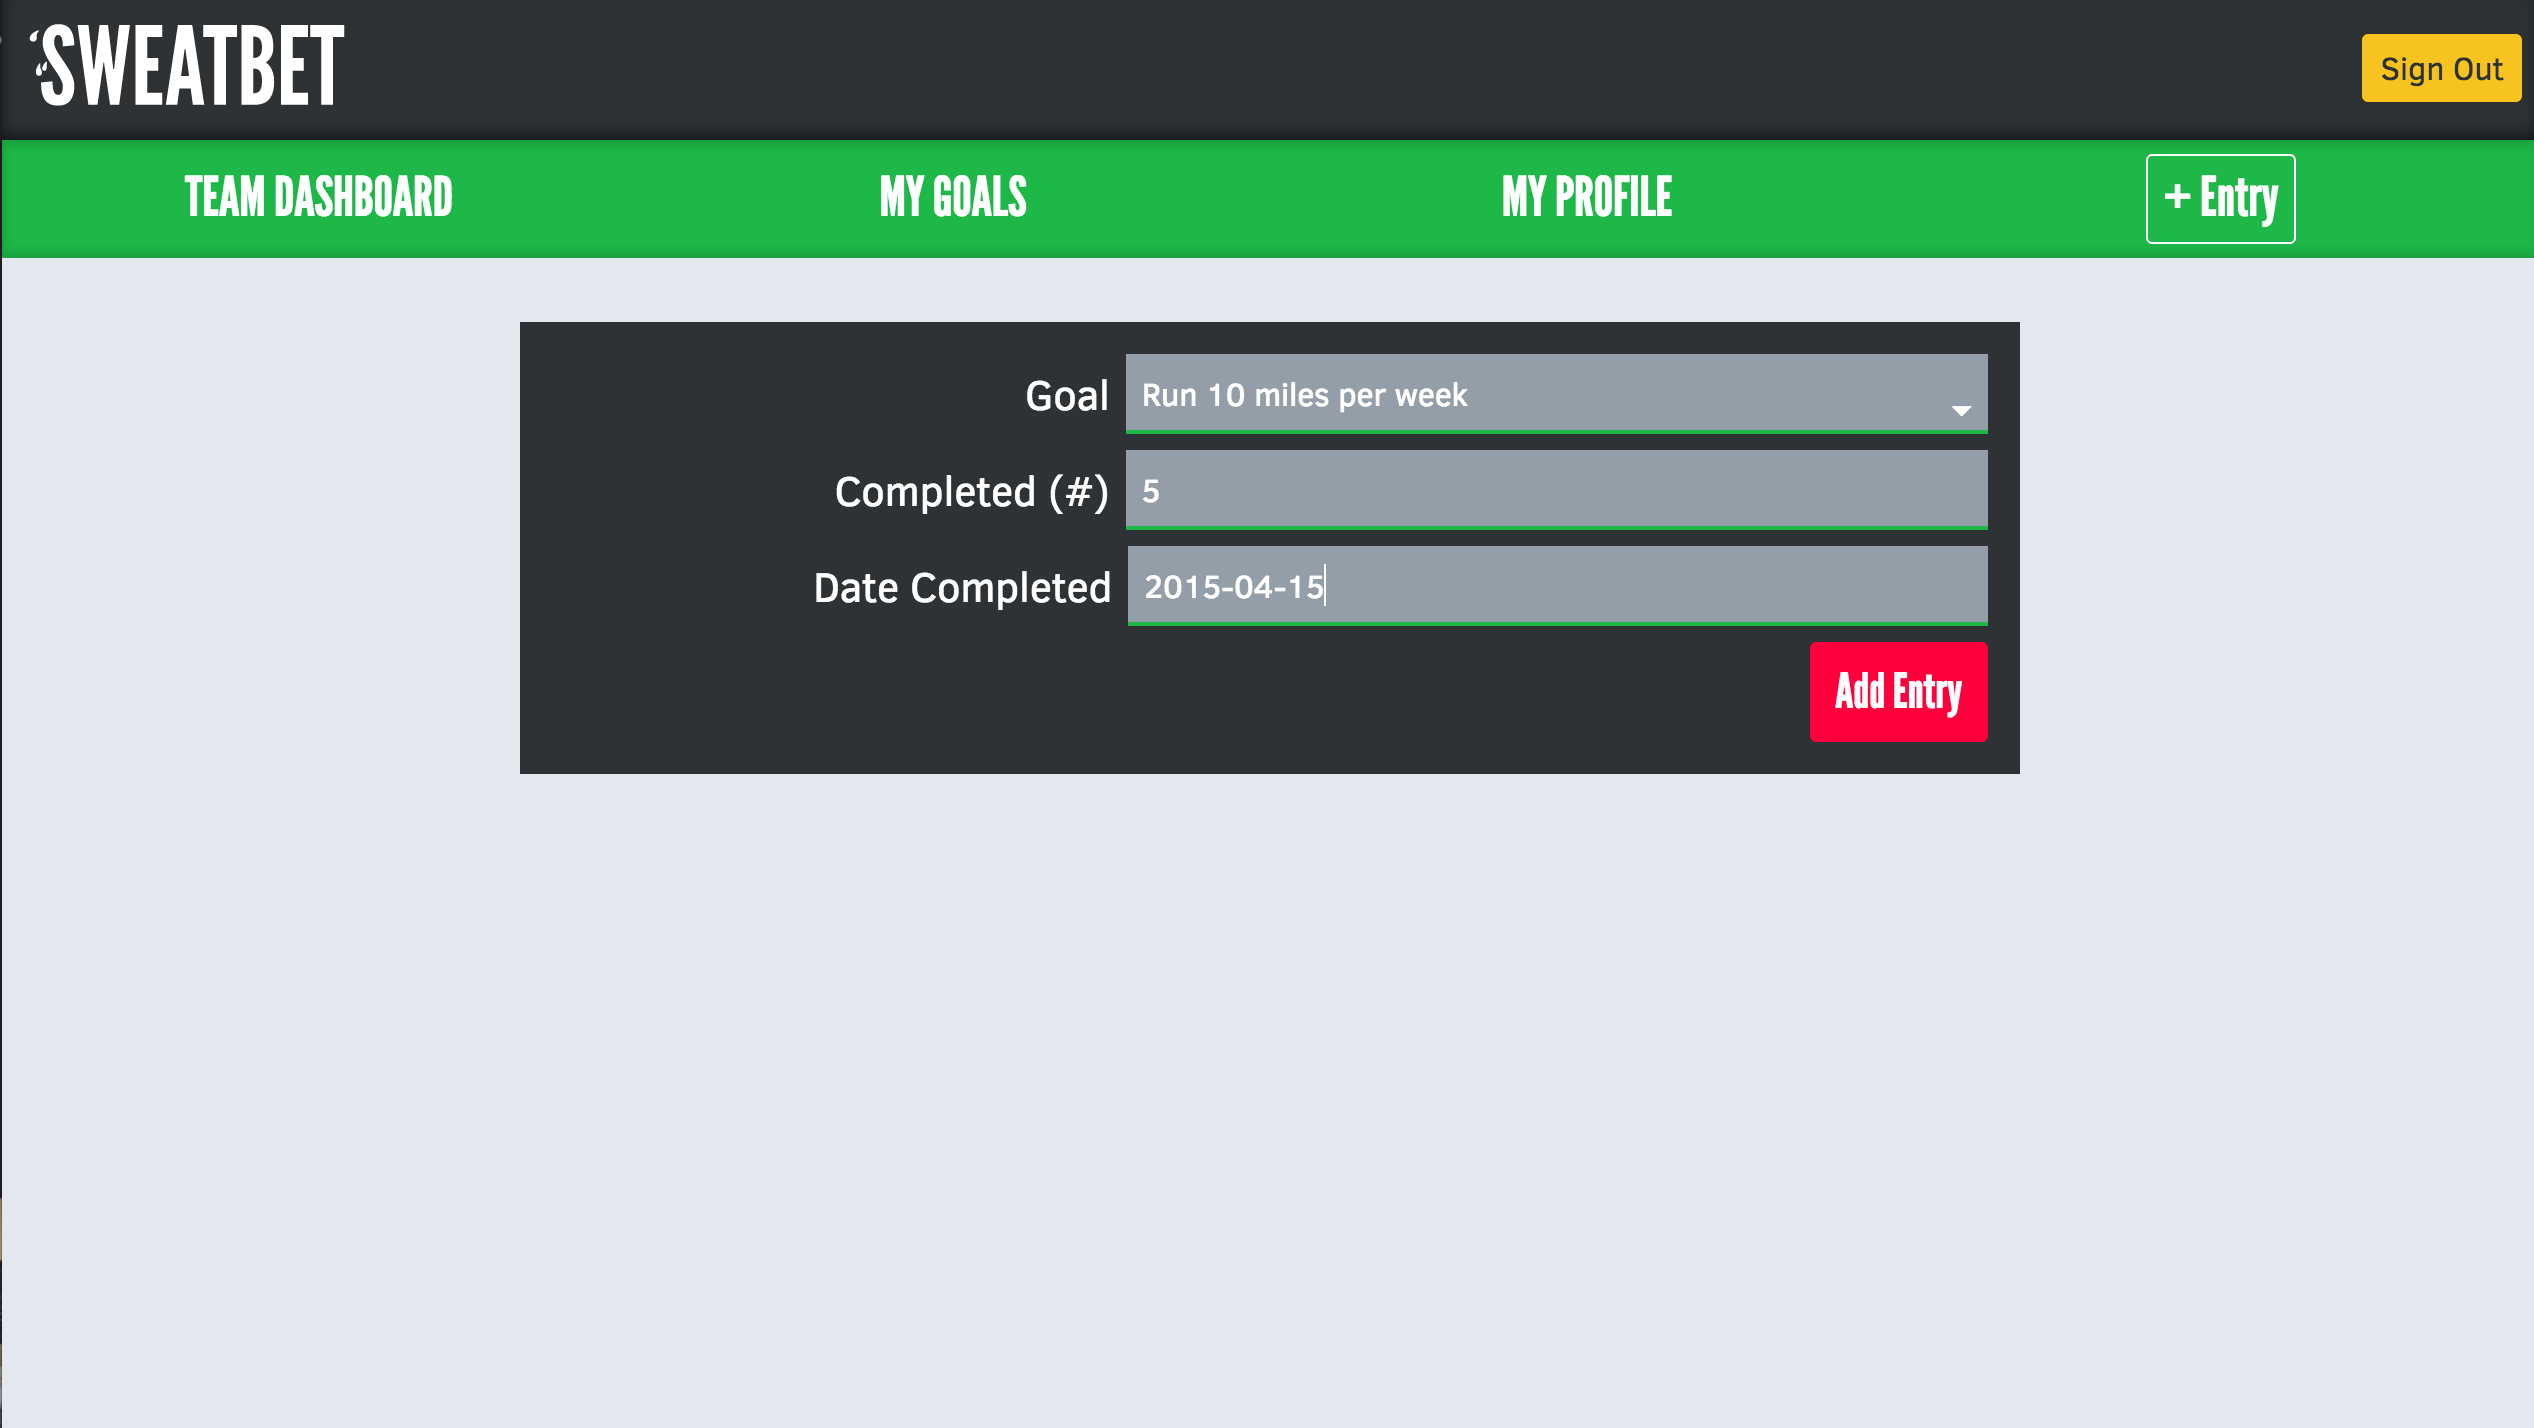 SWEATBET
Sign Out
TEAM DASHBOARD
MY GOALS
MY PROFILE
+ Entry
Goal
Run 10 miles per week
Completed (#)
5
Date Completed
2015-04-15
Add Entry